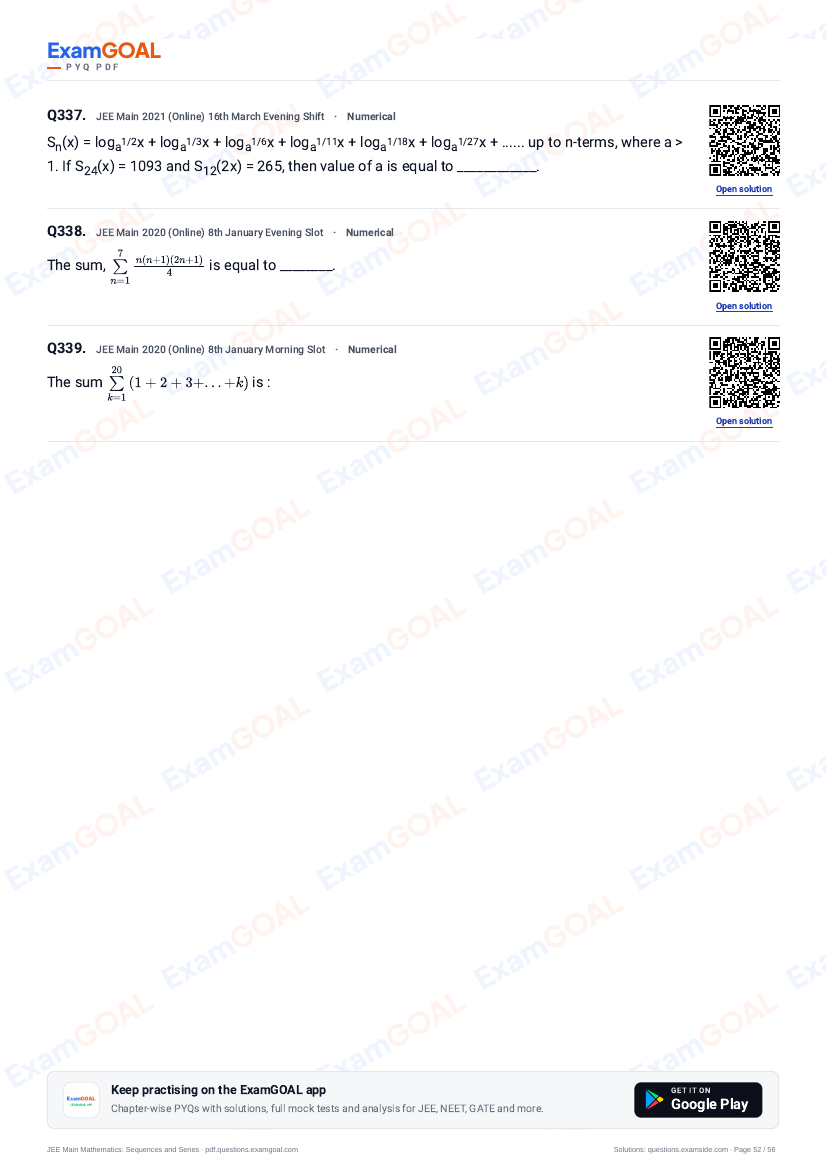 ExamGOAL
PYQ PDF
Q337. JEE Main 2021 (Online) 16th March Evening Shift · Numerical
Sₙ(x) = logₐ1/2x + logₐ1/3x + logₐ1/6x + logₐ1/11x + logₐ1/18x + logₐ1/27x + ...... up to n-terms, where a >
1. If S₂₄(x) = 1093 and S₁₂(2x) = 265, then value of a is equal to ____________.
Open solution
Q338. JEE Main 2020 (Online) 8th January Evening Slot · Numerical
The sum, \sum_{n=1}^{7} \frac{n(n+1)(2n+1)}{4} is equal to ________.
Open solution
Q339. JEE Main 2020 (Online) 8th January Morning Slot · Numerical
The sum \sum_{k=1}^{20} (1 + 2 + 3+. . . +k) is :
Open solution
Keep practising on the ExamGOAL app
Chapter-wise PYQs with solutions, full mock tests and analysis for JEE, NEET, GATE and more.
GET IT ON
Google Play
JEE Main Mathematics: Sequences and Series · pdf.questions.examgoal.com
Solutions: questions.examside.com · Page 52 / 56